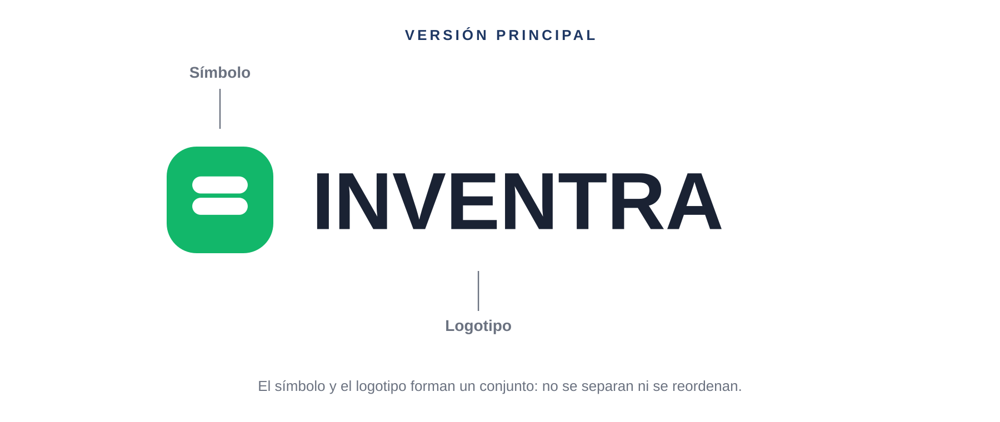 VERSIÓN PRINCIPAL
Símbolo
INVENTRA
Logotipo
El símbolo y el logotipo forman un conjunto: no se separan ni se reordenan.